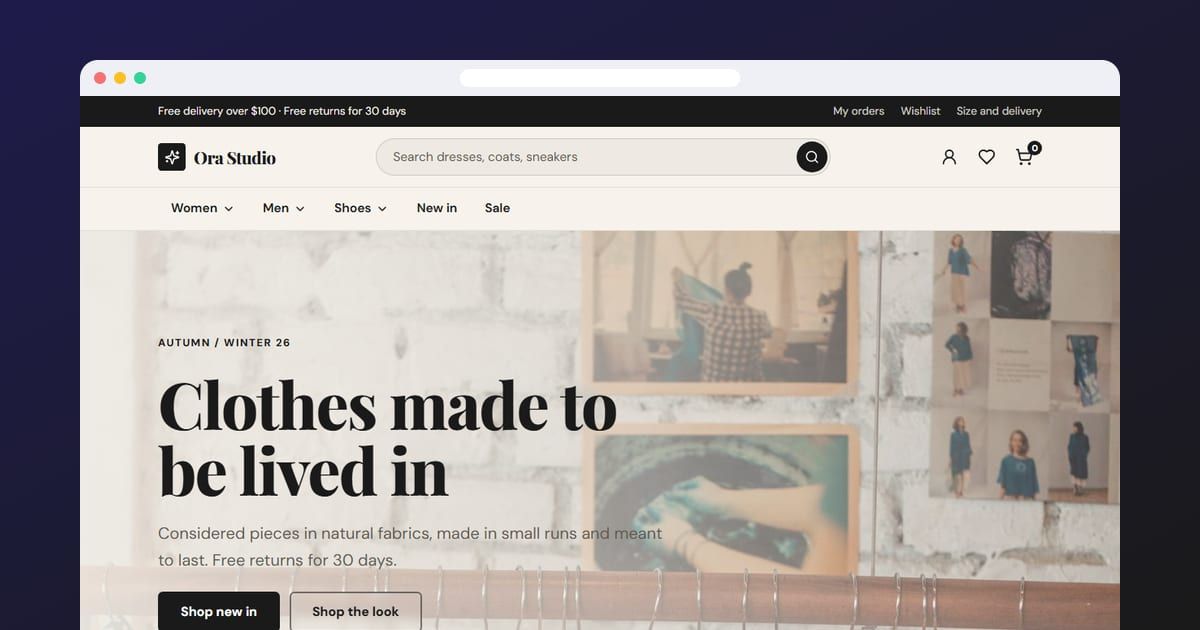 Free delivery over $100 · Free returns for 30 days
My orders Wishlist Size and delivery
Ora Studio
Search dresses, coats, sneakers
0
Women Men Shoes New in Sale
AUTUMN / WINTER 26
Clothes made to
be lived in
Considered pieces in natural fabrics, made in small runs and meant
to last. Free returns for 30 days.
Shop new in Shop the look